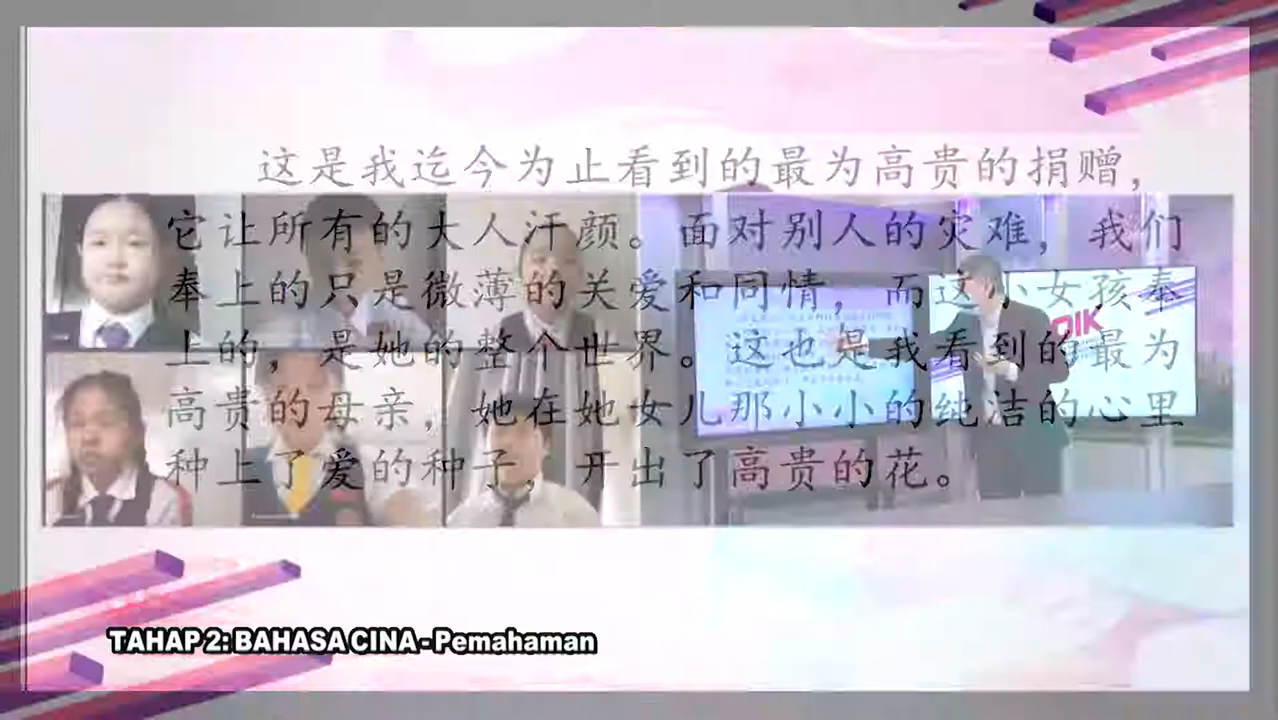 这是我迄今为止看到的最为高贵的捐赠，
它让所有的大人汗颜。面对别人的灾难，我们
奉上的只是微薄的关爱和同情，而这小女孩奉
上的，是她的整个世界。这也是我看到的最为
高贵的母亲，她在她女儿那小小的纯洁的心里
种上了爱的种子，开出了高贵的花。
TAHAP 2: BAHASA CINA - Pemahaman